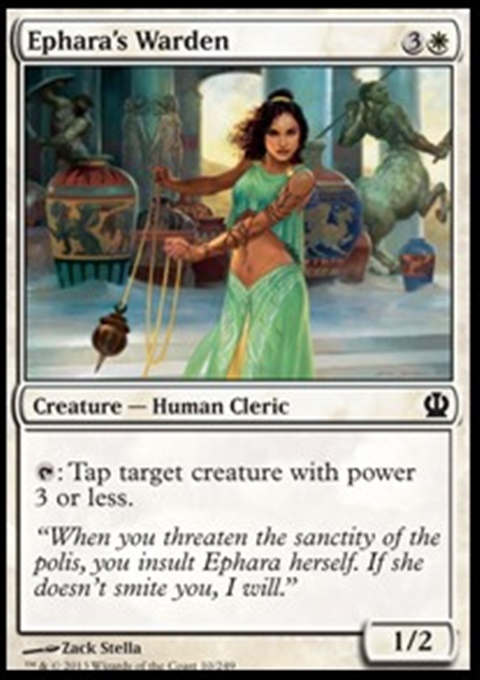 Ephara's Warden 3
Creature — Human Cleric
: Tap target creature with power
3 or less.
“When you threaten the sanctity of the
polis, you insult Ephara herself. If she
doesn't smite you, I will.”
Zack Stella
1/2
™ & © 2013 Wizards of the Coast 10/249